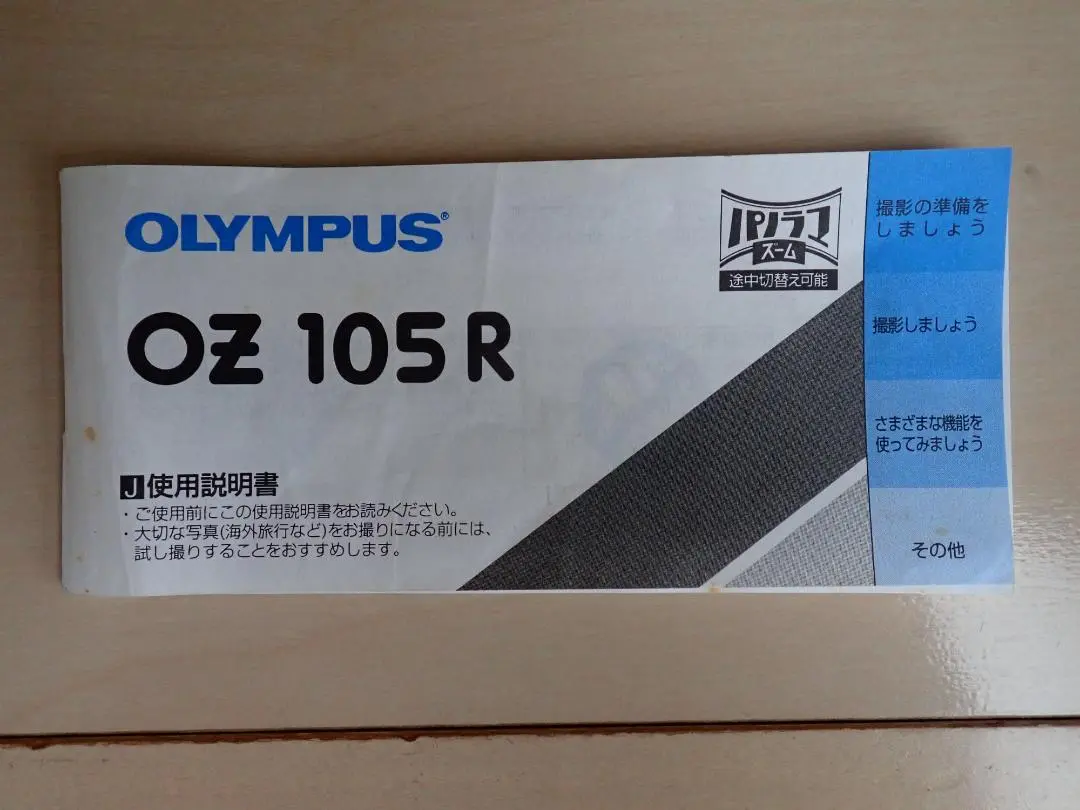 OLYMPUS®
OZ 105R
パノラマ
ズーム
途中切替え可能
J使用説明書
・ご使用前にこの使用説明書をお読みください。
・大切な写真(海外旅行など)をお撮りになる前には、
試し撮りすることをおすすめします。
撮影の準備を
しましょう
撮影しましょう
さまざまな機能を
使ってみましょう
その他